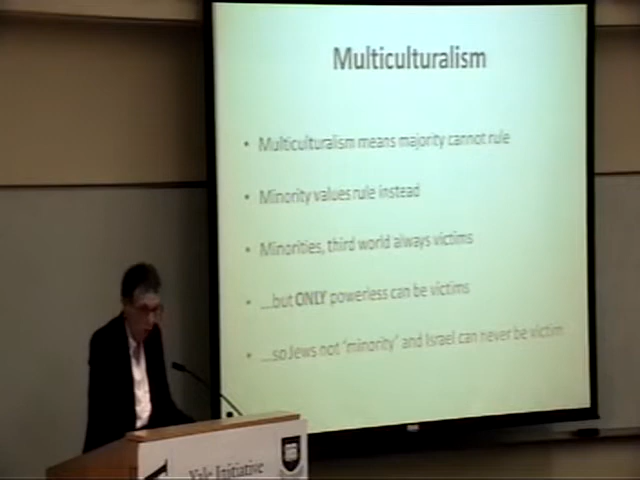 Multiculturalism
• Multiculturalism means majority cannot rule
• Minority values rule instead
• Minorities, third world always victims
• ...but ONLY powerless can be victims
• ...so Jews not 'minority' and Israel can never be victim
Yale Initiative